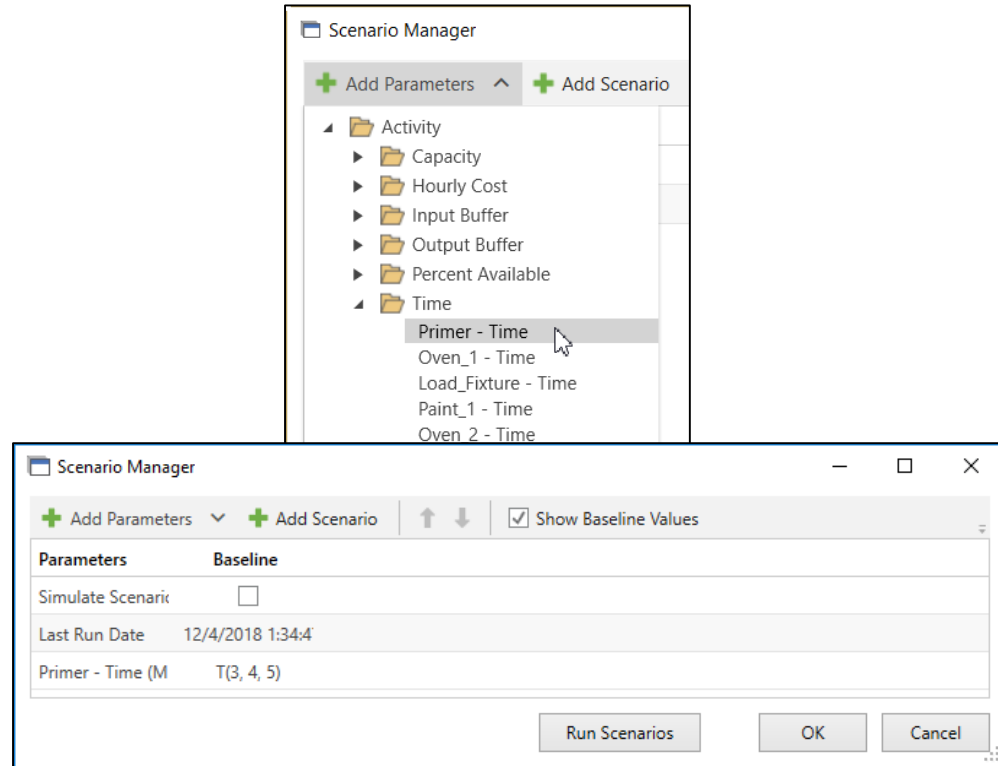 Scenario Manager
Add Parameters Add Scenario
Activity
Capacity
Hourly Cost
Input Buffer
Output Buffer
Percent Available
Time
Primer - Time
Oven_1 - Time
Load_Fixture - Time
Paint_1 - Time
Oven_2 - Time
Scenario Manager
Add Parameters Add Scenario Show Baseline Values
Parameters Baseline
Simulate Scenario
Last Run Date 12/4/2018 1:34:4
Primer - Time (M T(3, 4, 5)
Run Scenarios OK Cancel